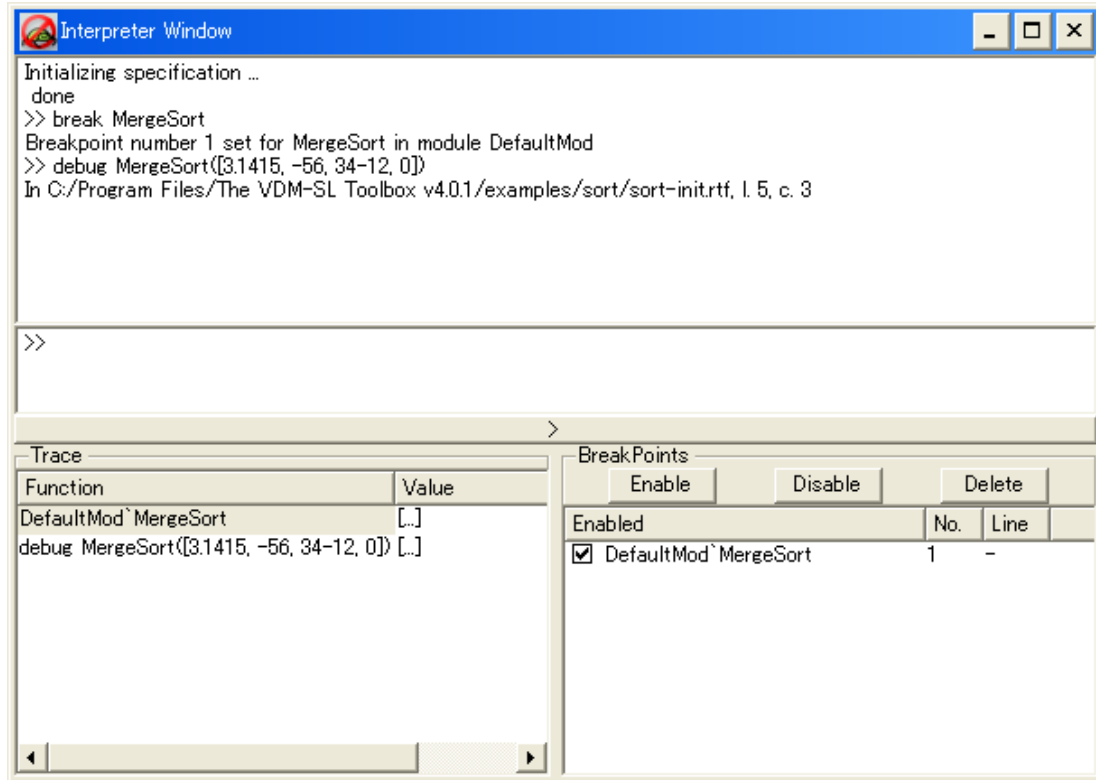 Interpreter Window
Initializing specification ...
done
>> break MergeSort
Breakpoint number 1 set for MergeSort in module DefaultMod
>> debug MergeSort([3.1415, -56, 34-12, 0])
In C:/Program Files/The VDM-SL Toolbox v4.0.1/examples/sort/sort-init.rtf, l. 5, c. 3
>>
>
Trace
Function Value
DefaultMod`MergeSort [...]
debug MergeSort([3.1415, -56, 34-12, 0]) [...]
BreakPoints
Enable Disable Delete
Enabled No. Line
DefaultMod`MergeSort 1 -